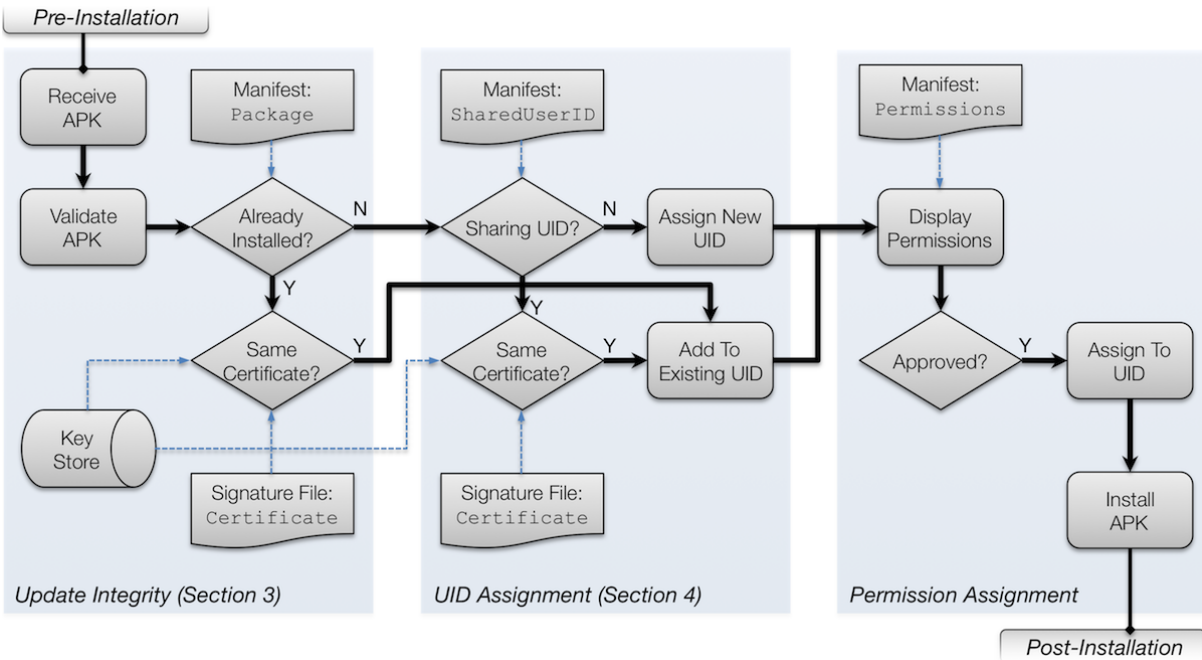 Pre-Installation
Receive
APK
Validate
APK
Manifest:
Package
Already
Installed?
N
Y
Same
Certificate?
Y
Key
Store
Signature File:
Certificate
Update Integrity (Section 3)
Manifest:
SharedUserID
Sharing UID?
N
Y
Assign New
UID
Same
Certificate?
Y
Add To
Existing UID
Signature File:
Certificate
UID Assignment (Section 4)
Manifest:
Permissions
Display
Permissions
Approved?
Y
Assign To
UID
Install
APK
Permission Assignment
Post-Installation